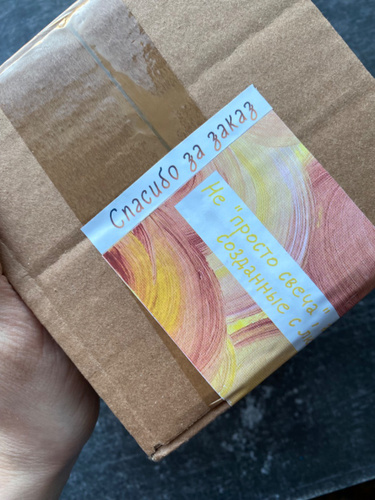 Спасибо за заказ
Не "просто свеча"
созданные с